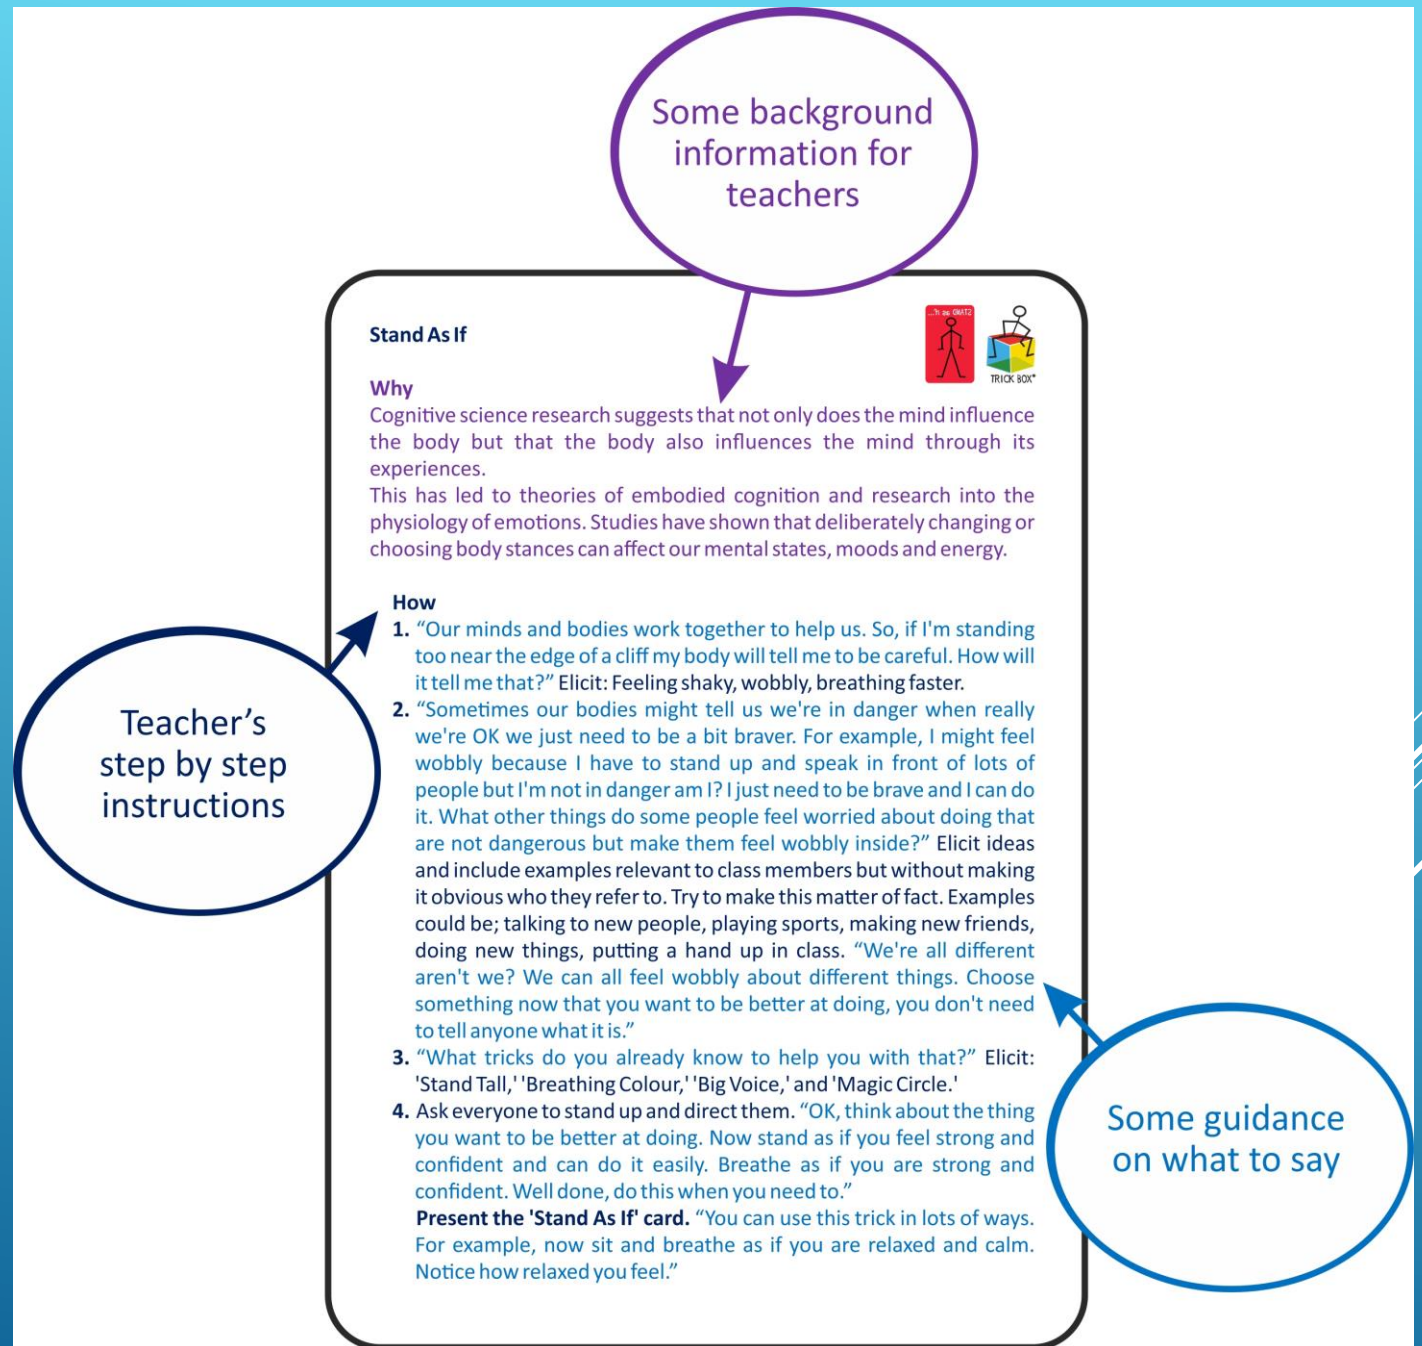 Some background
information for
teachers
Stand As If
...STAND as if
TRICK BOX®
Why
Cognitive science research suggests that not only does the mind influence
the body but that the body also influences the mind through its
experiences.
This has led to theories of embodied cognition and research into the
physiology of emotions. Studies have shown that deliberately changing or
choosing body stances can affect our mental states, moods and energy.
How
1. “Our minds and bodies work together to help us. So, if I'm standing
too near the edge of a cliff my body will tell me to be careful. How will
it tell me that?” Elicit: Feeling shaky, wobbly, breathing faster.
2. “Sometimes our bodies might tell us we're in danger when really
we're OK we just need to be a bit braver. For example, I might feel
wobbly because I have to stand up and speak in front of lots of
people but I'm not in danger am I? I just need to be brave and I can do
it. What other things do some people feel worried about doing that
are not dangerous but make them feel wobbly inside?” Elicit ideas
and include examples relevant to class members but without making
it obvious who they refer to. Try to make this matter of fact. Examples
could be; talking to new people, playing sports, making new friends,
doing new things, putting a hand up in class. “We're all different
aren't we? We can all feel wobbly about different things. Choose
something now that you want to be better at doing, you don't need
to tell anyone what it is.”
3. “What tricks do you already know to help you with that?” Elicit:
'Stand Tall,' 'Breathing Colour,' 'Big Voice,' and 'Magic Circle.'
4. Ask everyone to stand up and direct them. “OK, think about the thing
you want to be better at doing. Now stand as if you feel strong and
confident and can do it easily. Breathe as if you are strong and
confident. Well done, do this when you need to.”
Present the 'Stand As If' card. “You can use this trick in lots of ways.
For example, now sit and breathe as if you are relaxed and calm.
Notice how relaxed you feel.”
Teacher’s
step by step
instructions
Some guidance
on what to say